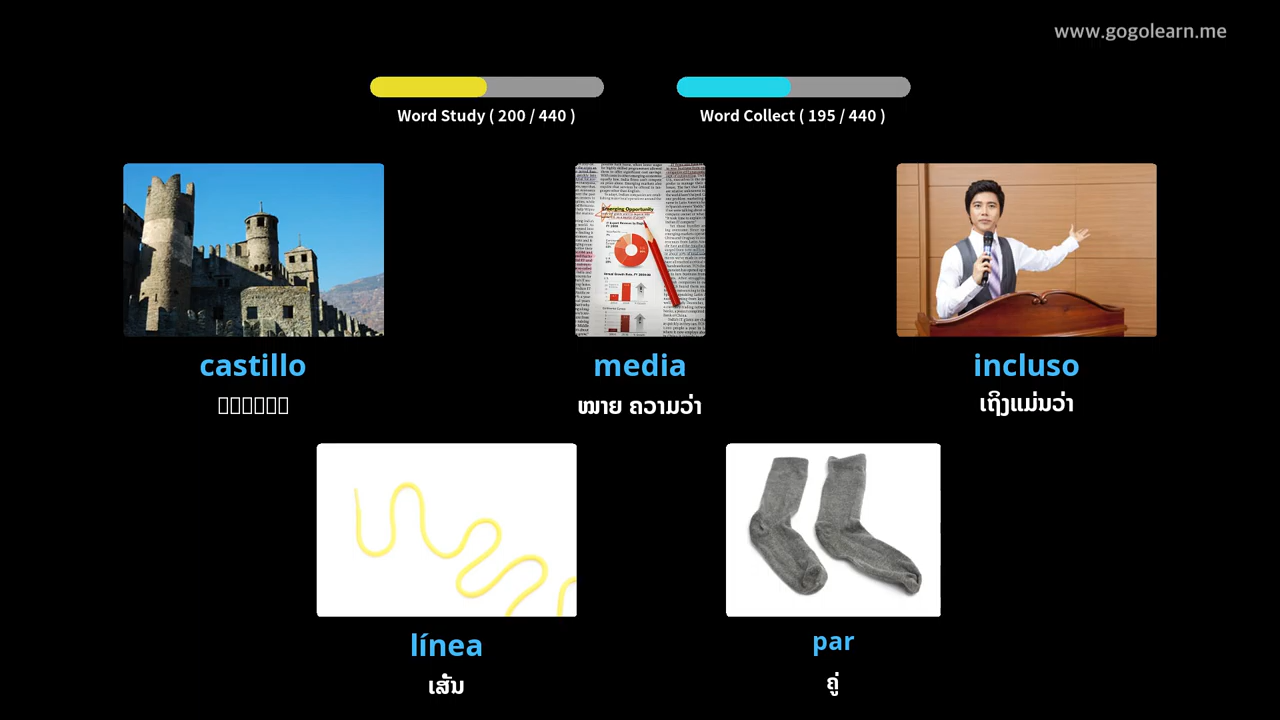 www.gogolearn.me
Word Study ( 200 / 440 )
Word Collect ( 195 / 440 )
Emerging Opportunity
castillo
media
incluso
ໝາຍ ຄວາມວ່າ
ເຖິງແມ່ນວ່າ
línea
par
ເສັ້ນ
ຄູ່